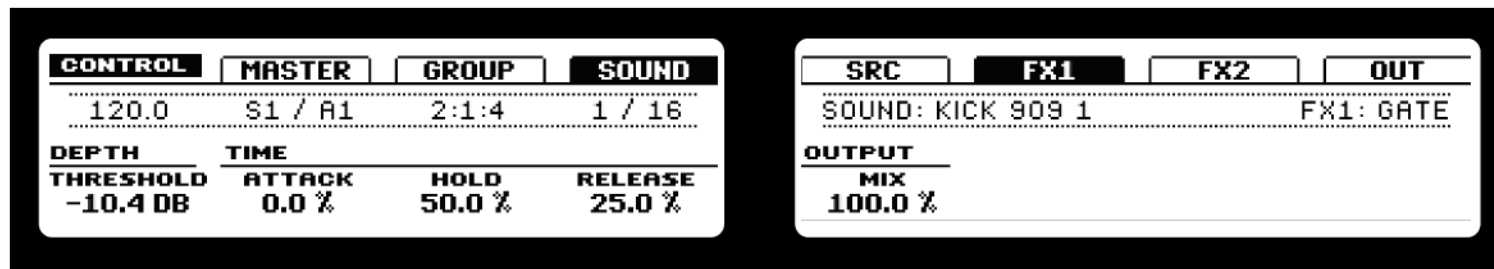 CONTROL MASTER GROUP SOUND
120.0 S1 / A1 2:1:4 1 / 16
DEPTH TIME
THRESHOLD ATTACK HOLD RELEASE
-10.4 DB 0.0 % 50.0 % 25.0 %
SRC FX1 FX2 OUT
SOUND: KICK 909 1 FX1: GATE
OUTPUT
MIX
100.0 %